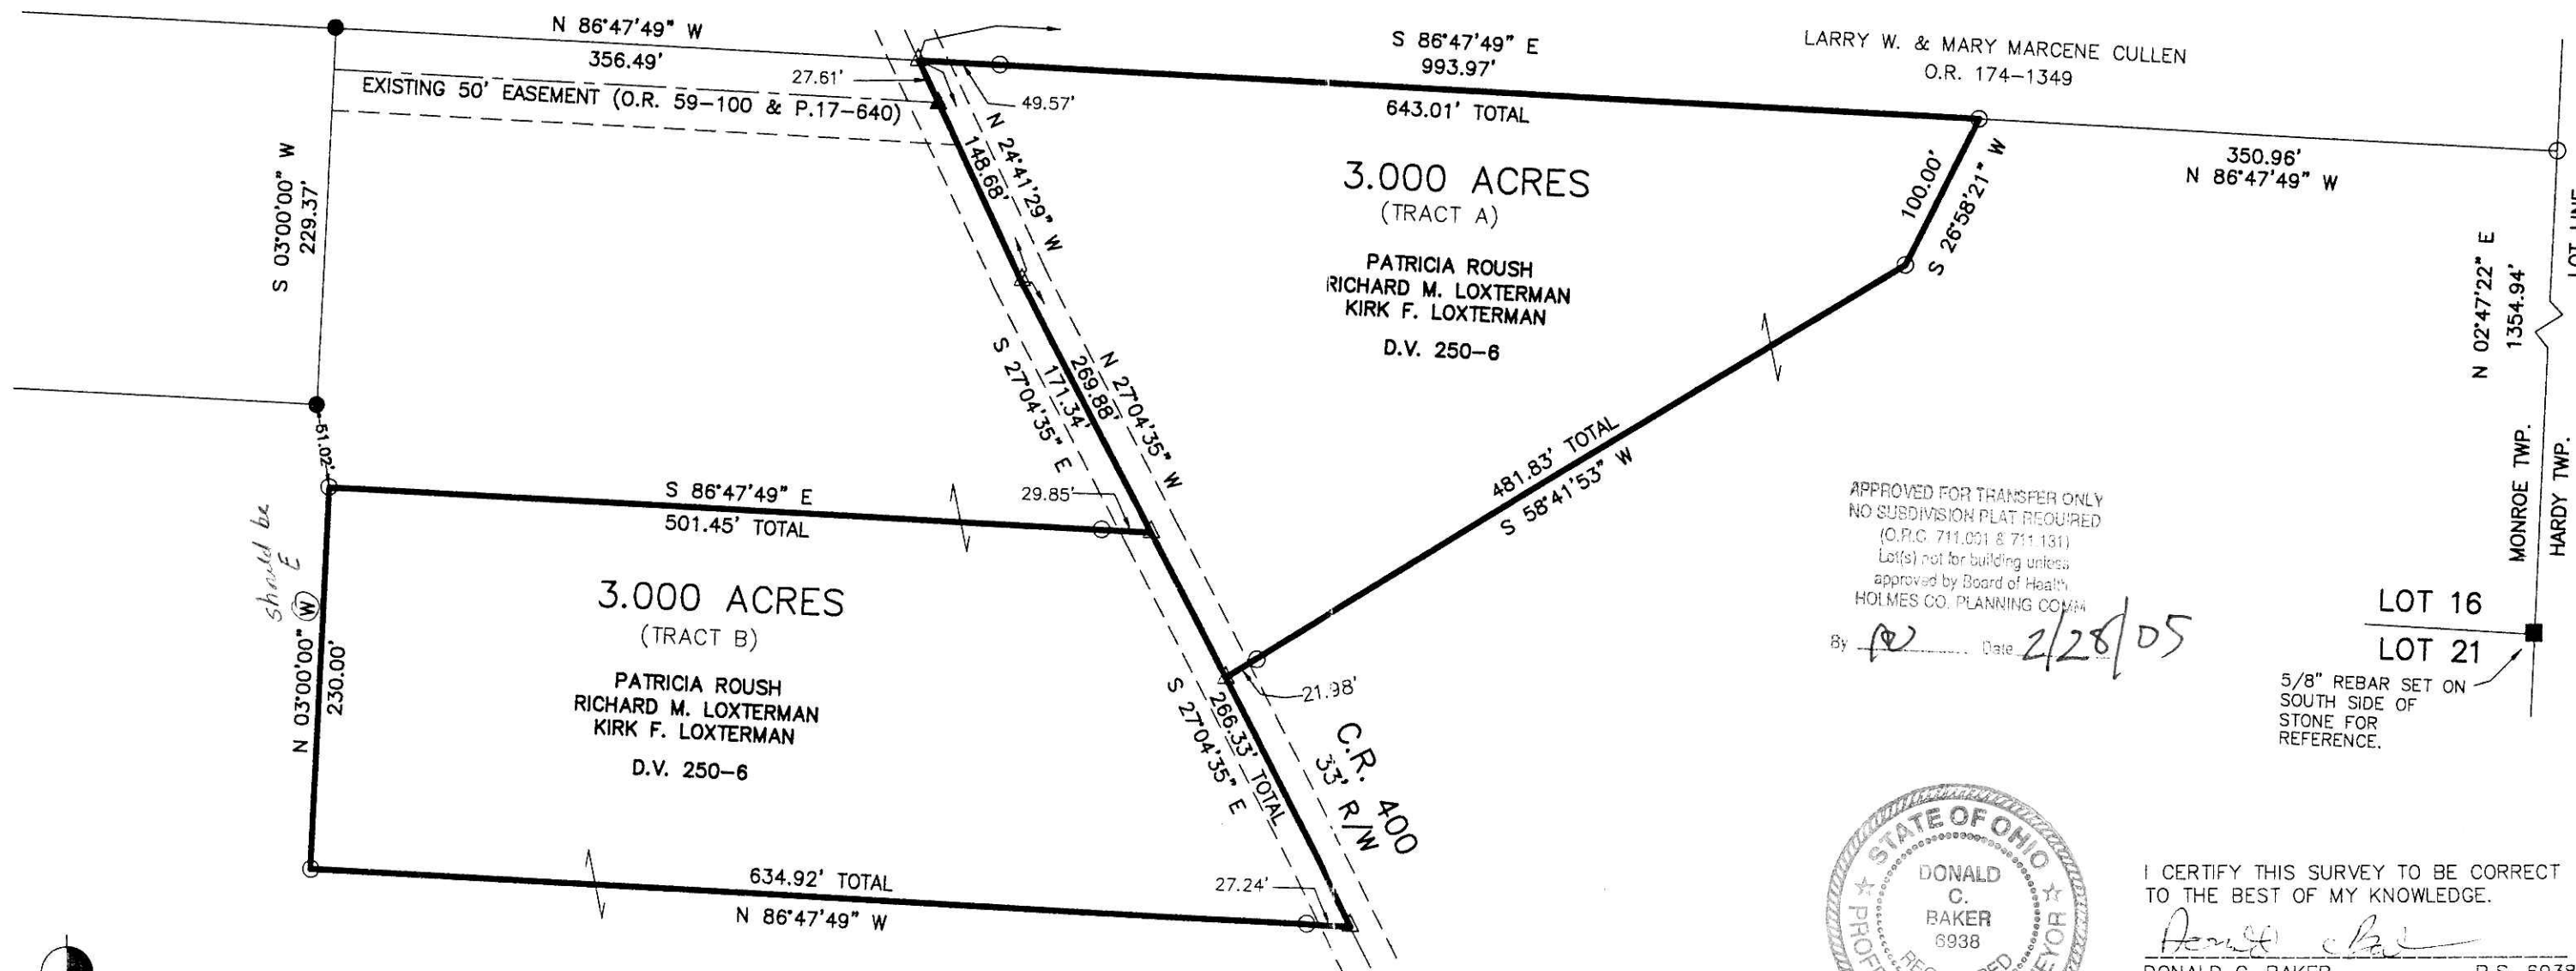 N 86°47'49" W
356.49'
27.61'
EXISTING 50' EASEMENT (O.R. 59-100 & P.17-640)
S 03°00'00" W
229.37'
51.02'
49.57'
N 24°41'29" W
148.68'
S 86°47'49" E
993.97'
643.01' TOTAL
LARRY W. & MARY MARCENE CULLEN
O.R. 174-1349
3.000 ACRES
(TRACT A)
PATRICIA ROUSH
RICHARD M. LOXTERMAN
KIRK F. LOXTERMAN
D.V. 250-6
100.00'
S 26°58'21" W
350.96'
N 86°47'49" W
LOT LINE
N 02°47'22" E
1354.94'
MONROE TWP.
HARDY TWP.
N 27°04'35" W
269.88'
171.34'
S 27°04'35" E
481.83' TOTAL
S 58°41'53" W
S 86°47'49" E
501.45' TOTAL
29.85'
should be
E
N 03°00'00" W
230.00'
3.000 ACRES
(TRACT B)
PATRICIA ROUSH
RICHARD M. LOXTERMAN
KIRK F. LOXTERMAN
D.V. 250-6
21.98'
266.33' TOTAL
S 27°04'35" E
C.R. 400
33' R/W
634.92' TOTAL
N 86°47'49" W
27.24'
APPROVED FOR TRANSFER ONLY
NO SUBDIVISION PLAT REQUIRED
(O.R.C. 711.001 & 711.131)
Lot(s) not for building unless
approved by Board of Health
HOLMES CO. PLANNING COMM
By Date 2/28/05
LOT 16
LOT 21
5/8" REBAR SET ON
SOUTH SIDE OF
STONE FOR
REFERENCE.
STATE OF OHIO
DONALD
C.
BAKER
6938
I CERTIFY THIS SURVEY TO BE CORRECT
TO THE BEST OF MY KNOWLEDGE.
DONALD C. BAKER P.S. 6938